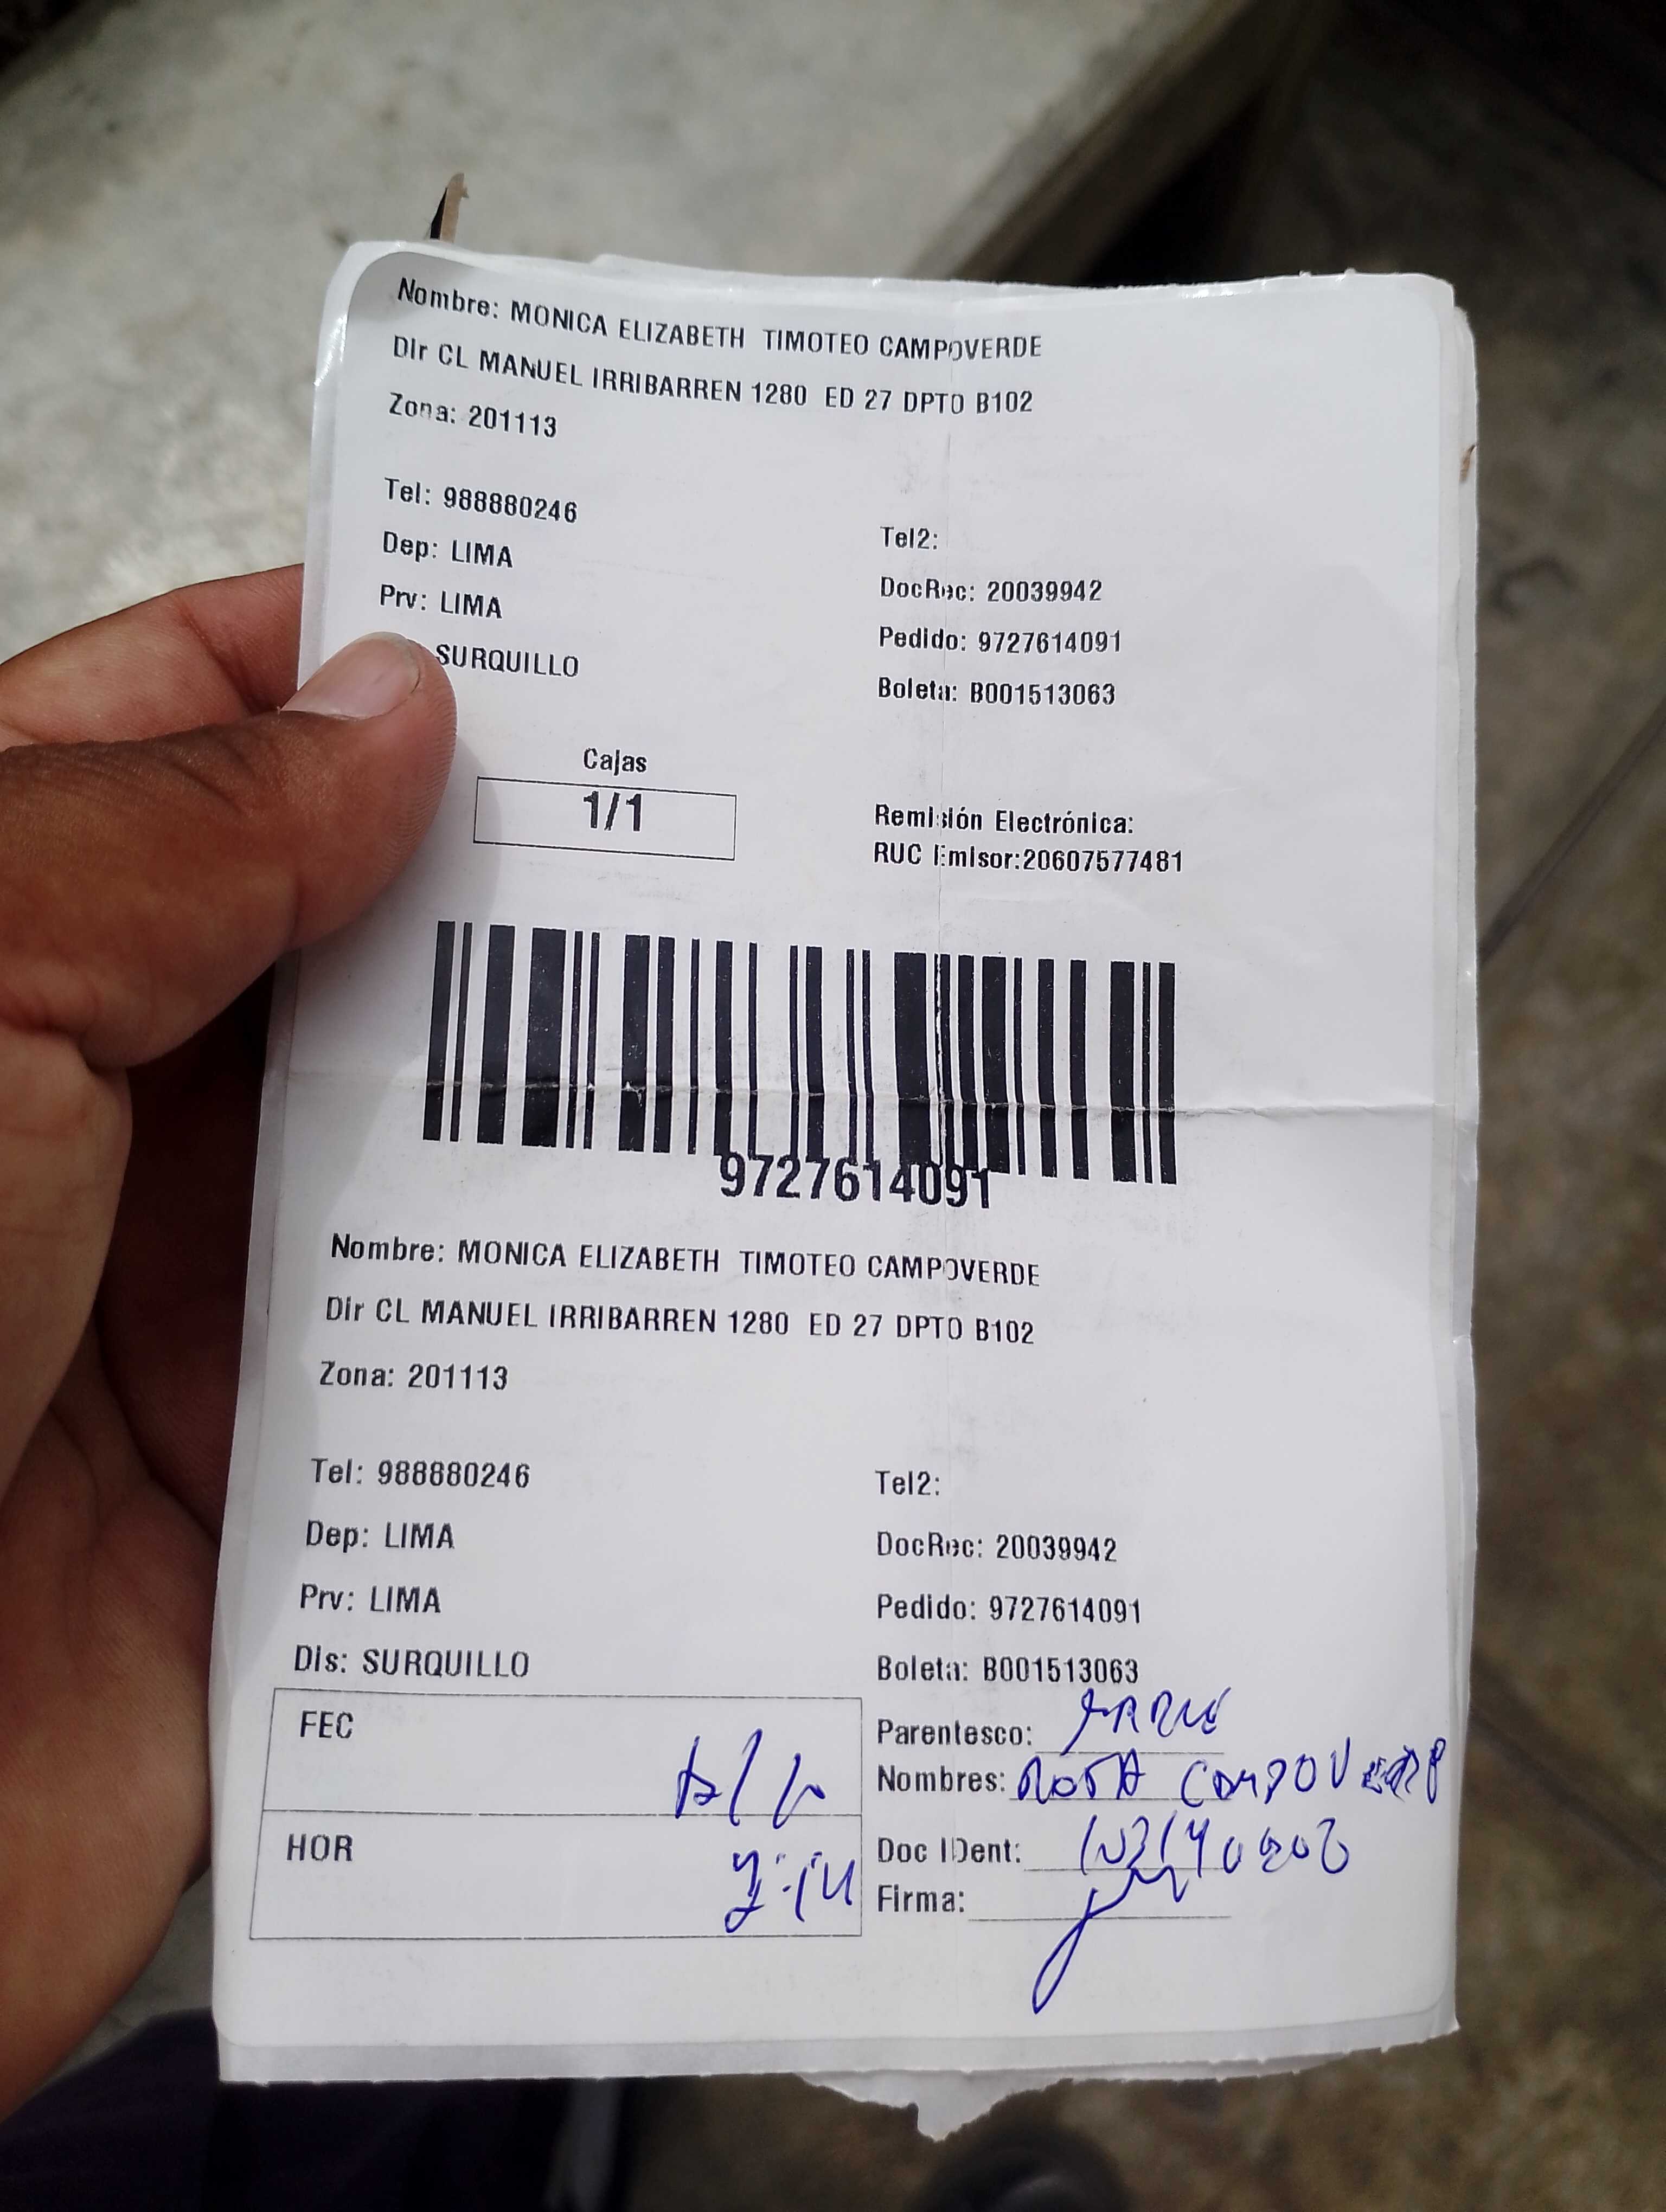 Nombre: MONICA ELIZABETH TIMOTEO CAMPOVERDE
Dir CL MANUEL IRRIBARREN 1280 ED 27 DPTO B102
Zona: 201113
Tel: 988880246
Tel2:
Dep: LIMA
DocRec: 20039942
Prv: LIMA
Pedido: 9727614091
SURQUILLO
Boleta: B001513063
Cajas
1/1
Remisión Electrónica:
RUC Emisor:20607577481
9727614091
Nombre: MONICA ELIZABETH TIMOTEO CAMPOVERDE
Dir CL MANUEL IRRIBARREN 1280 ED 27 DPTO B102
Zona: 201113
Tel: 988880246
Tel2:
Dep: LIMA
DocRec: 20039942
Prv: LIMA
Pedido: 9727614091
Dis: SURQUILLO
Boleta: B001513063
FEC
Parentesco:
Nombres: ROSA CAMPOVERDE
HOR
Doc IDent:
Firma: